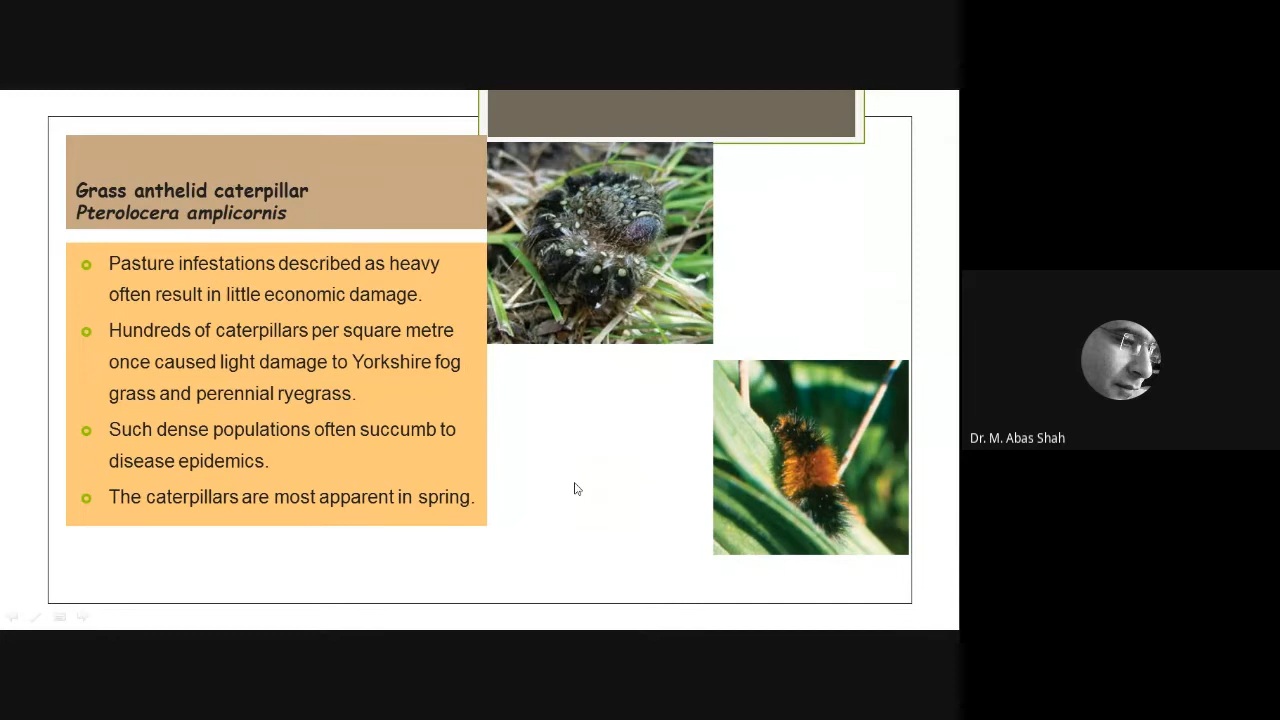 Grass anthelid caterpillar
Pterolocera amplicornis
Pasture infestations described as heavy
often result in little economic damage.
Hundreds of caterpillars per square metre
once caused light damage to Yorkshire fog
grass and perennial ryegrass.
Such dense populations often succumb to
disease epidemics.
The caterpillars are most apparent in spring.
Dr. M. Abas Shah